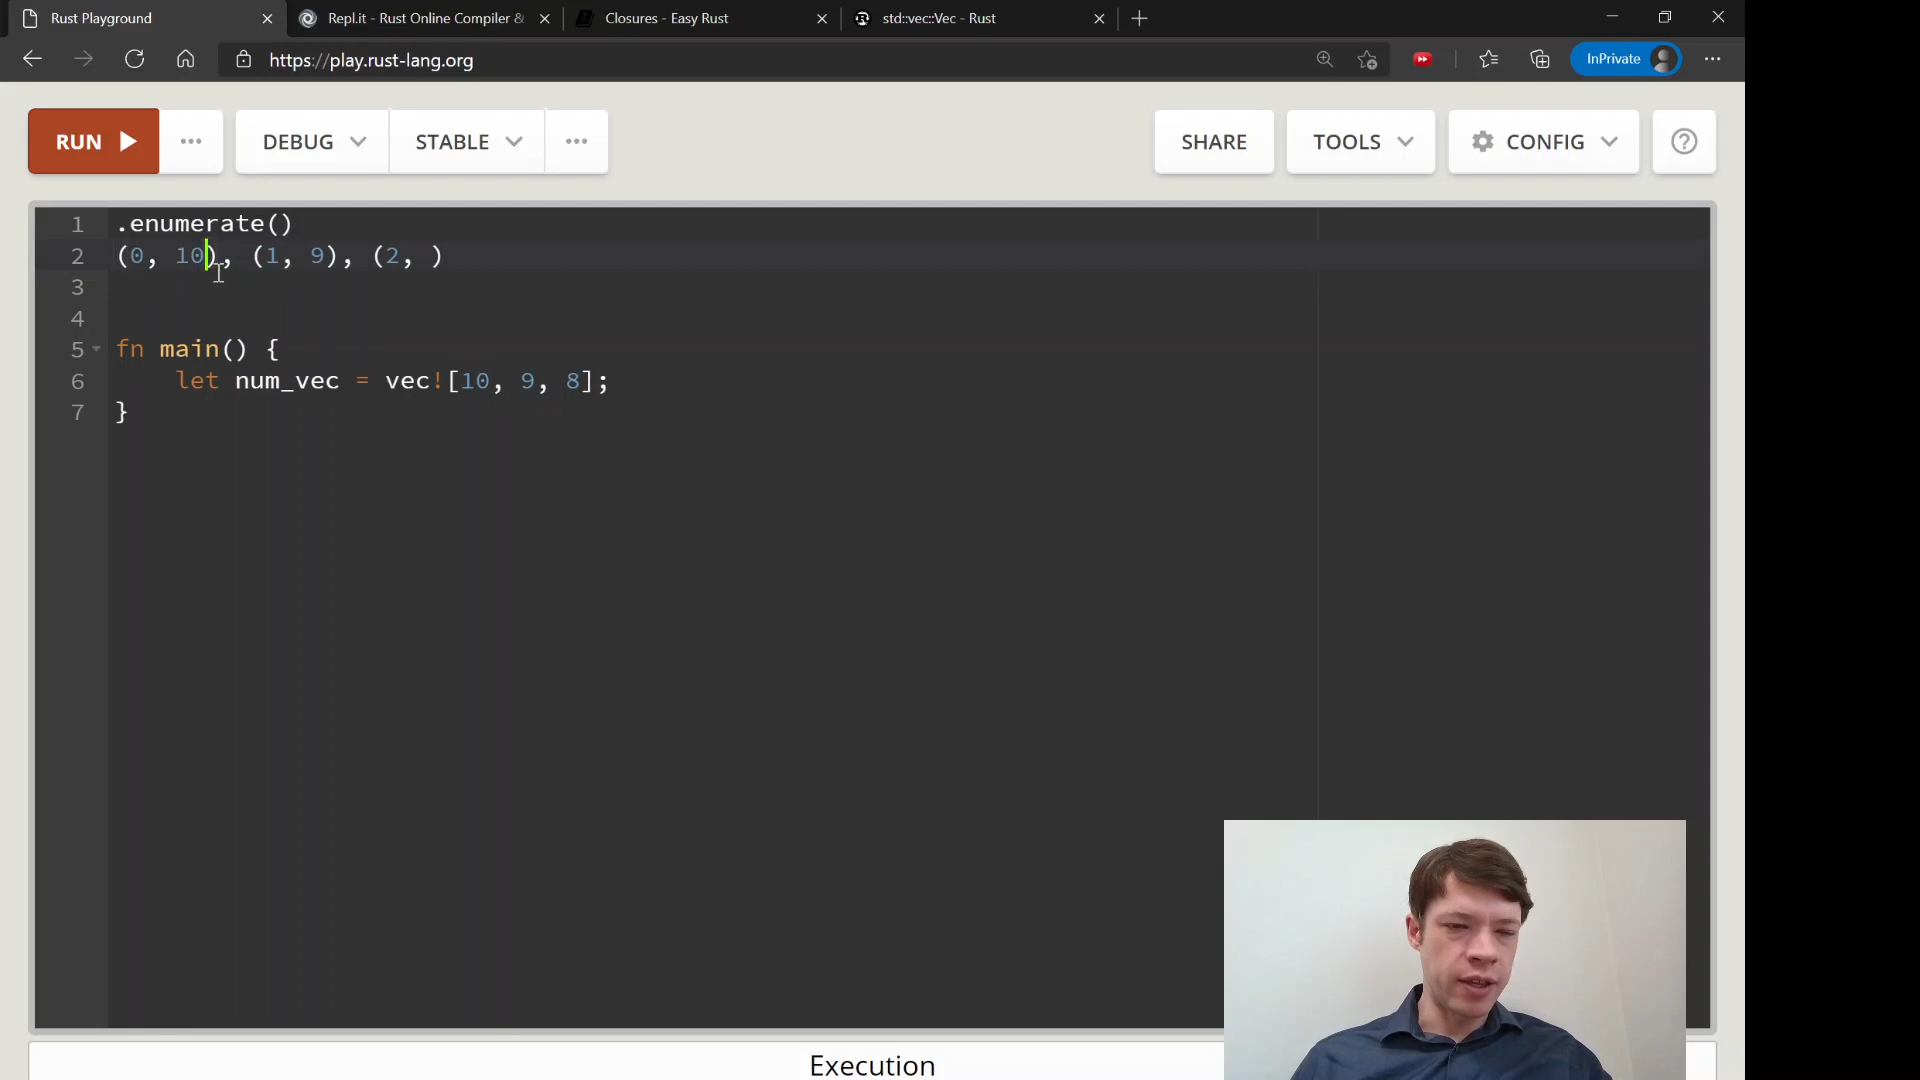 Rust Playground
Repl.it - Rust Online Compiler &
Closures - Easy Rust
std::vec::Vec - Rust
https://play.rust-lang.org
InPrivate
RUN
DEBUG
STABLE
SHARE
TOOLS
CONFIG
1 .enumerate()
2 (0, 10), (1, 9), (2, )
3
4
5 fn main() {
6 let num_vec = vec![10, 9, 8];
7 }
Execution